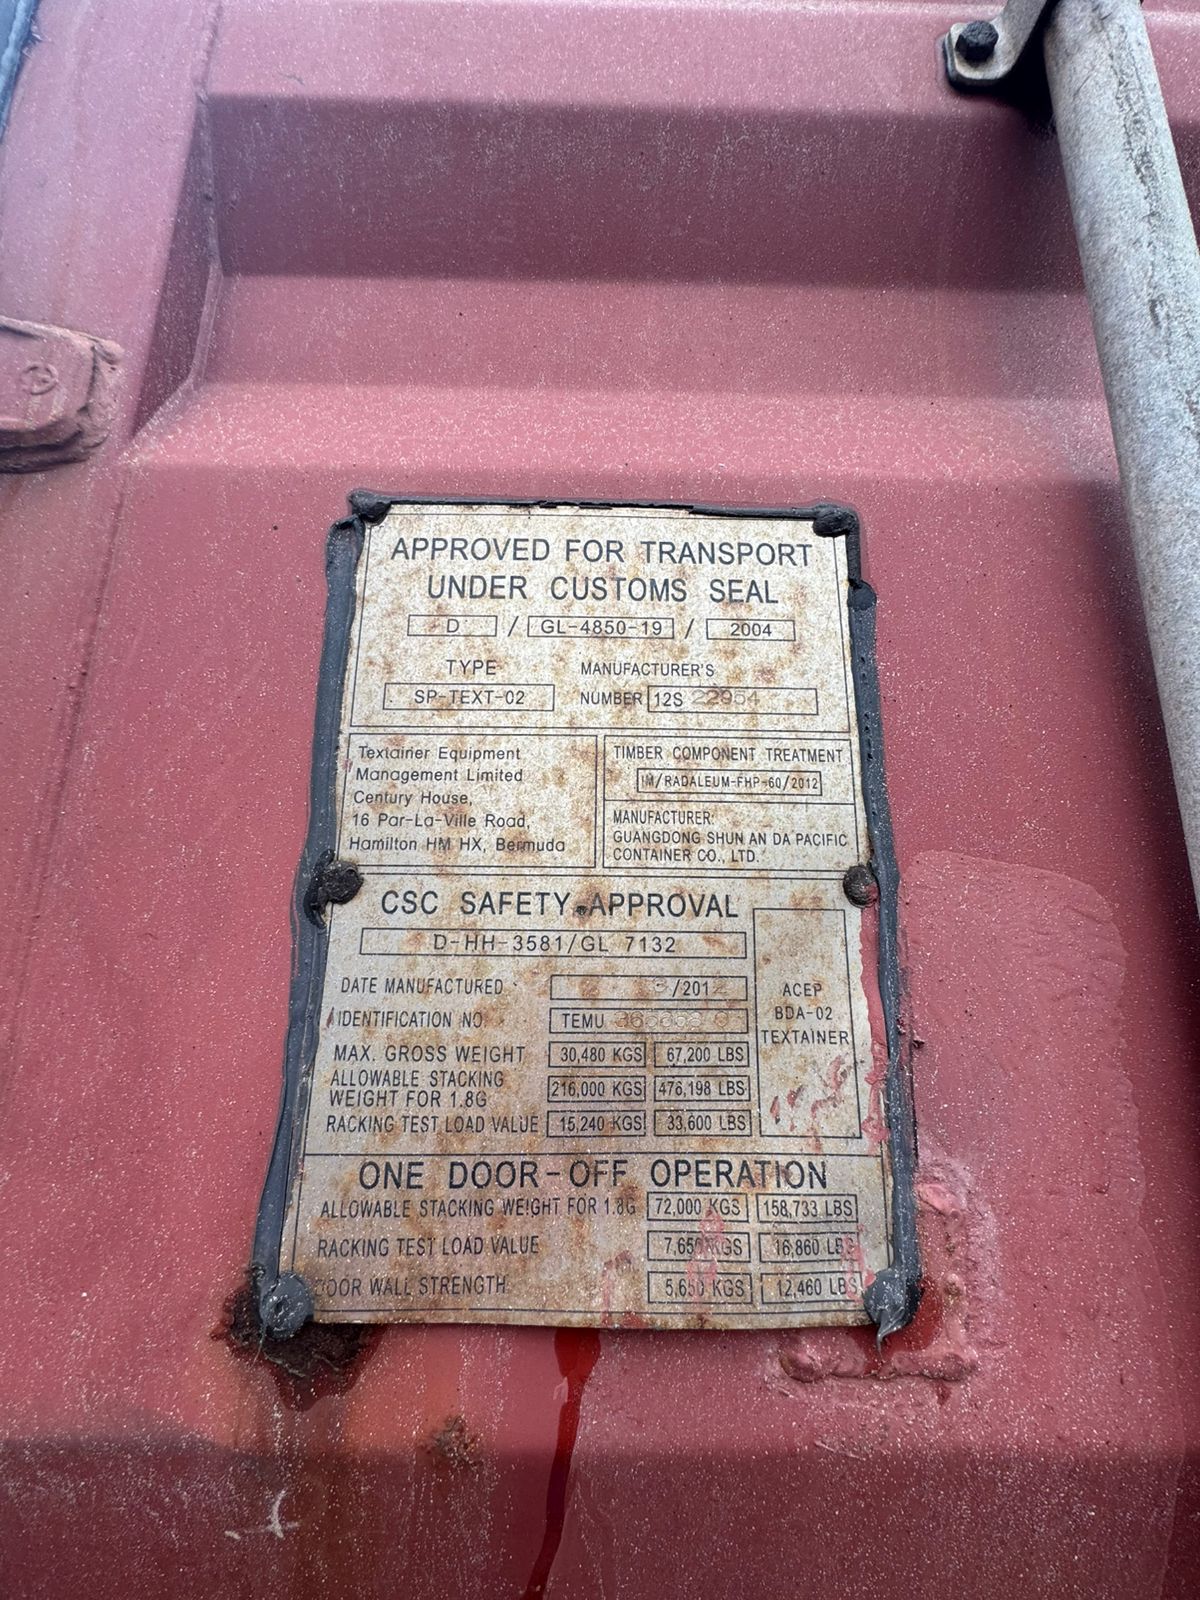 APPROVED FOR TRANSPORT
UNDER CUSTOMS SEAL
D / GL-4850-19 / 2004
TYPE MANUFACTURER'S
SP-TEXT-02 NUMBER 12S 22954
Textainer Equipment
Management Limited
Century House,
16 Par-La-Ville Road,
Hamilton HM HX, Bermuda
TIMBER COMPONENT TREATMENT
IM/RADALEUM-FHP-60/2012
MANUFACTURER:
GUANGDONG SHUN AN DA PACIFIC
CONTAINER CO., LTD.
CSC SAFETY APPROVAL
D-HH-3581/GL 7132
DATE MANUFACTURED /2012
IDENTIFICATION NO. TEMU
MAX. GROSS WEIGHT 30,480 KGS 67,200 LBS
ALLOWABLE STACKING
WEIGHT FOR 1.8G 216,000 KGS 476,198 LBS
RACKING TEST LOAD VALUE 15,240 KGS 33,600 LBS
ACEP
BDA-02
TEXTAINER
ONE DOOR-OFF OPERATION
ALLOWABLE STACKING WEIGHT FOR 1.8G 72,000 KGS 158,733 LBS
RACKING TEST LOAD VALUE 7,650 KGS 16,860 LBS
DOOR WALL STRENGTH 5,650 KGS 12,460 LBS